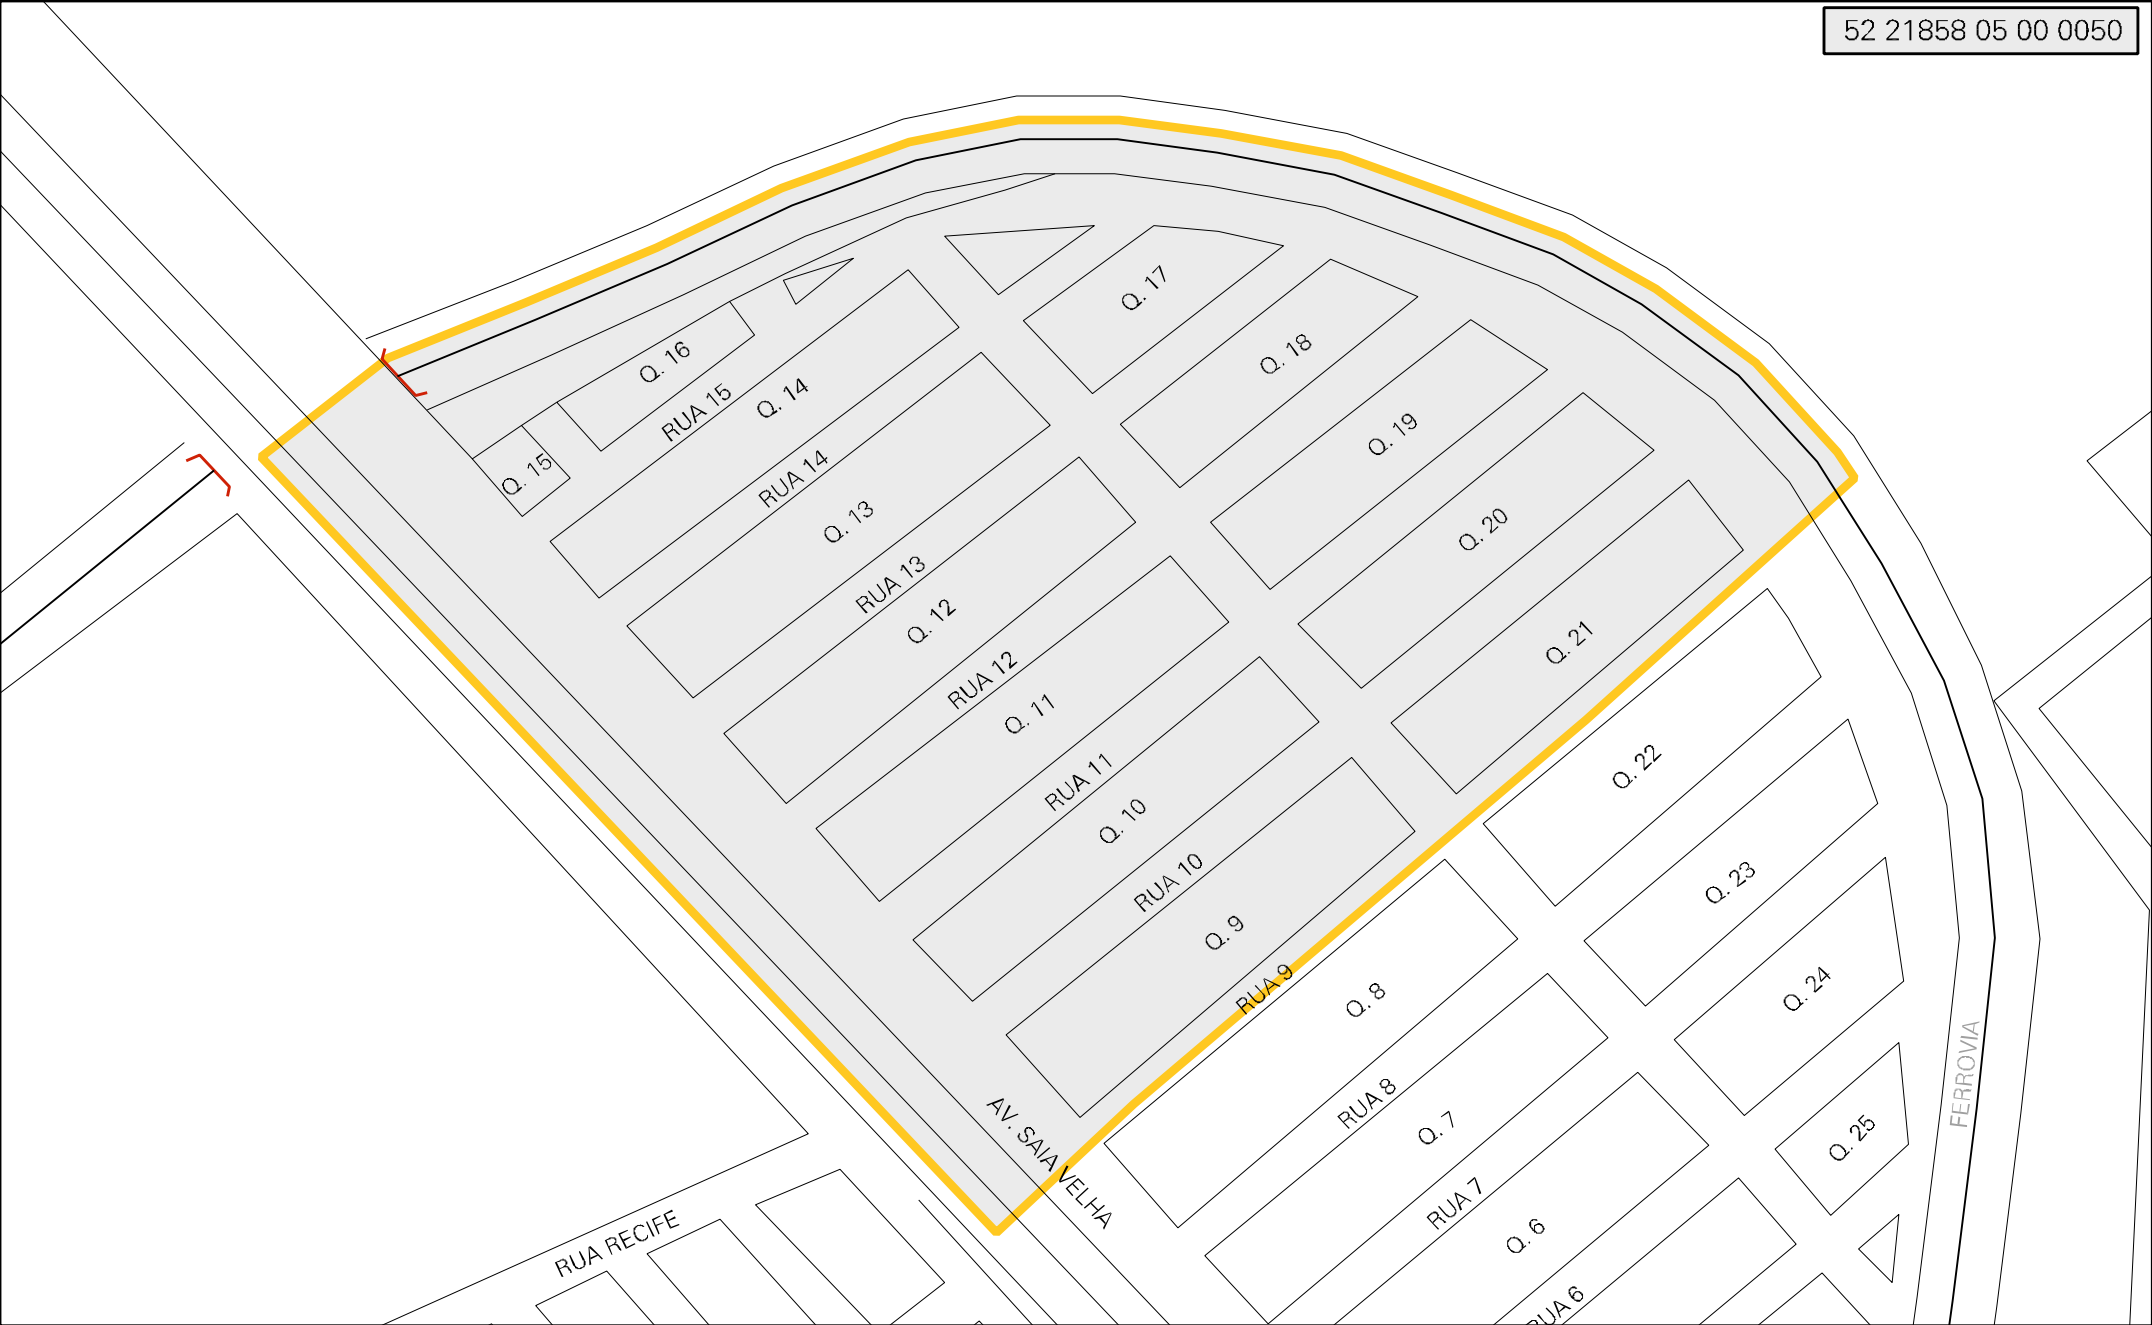 52 21858 05 00 0050
Q. 17
Q. 18
Q. 16
RUA 15
Q. 14
Q. 19
Q. 15
RUA 14
Q. 13
Q. 20
RUA 13
Q. 12
Q. 21
RUA 12
Q. 11
RUA 11
Q. 22
Q. 10
RUA 10
Q. 23
Q. 9
RUA 9
Q. 8
Q. 24
FERROVIA
RUA 8
Q. 7
Q. 25
AV. SAIA VELHA
RUA 7
RUA RECIFE
Q. 6
RUA 6